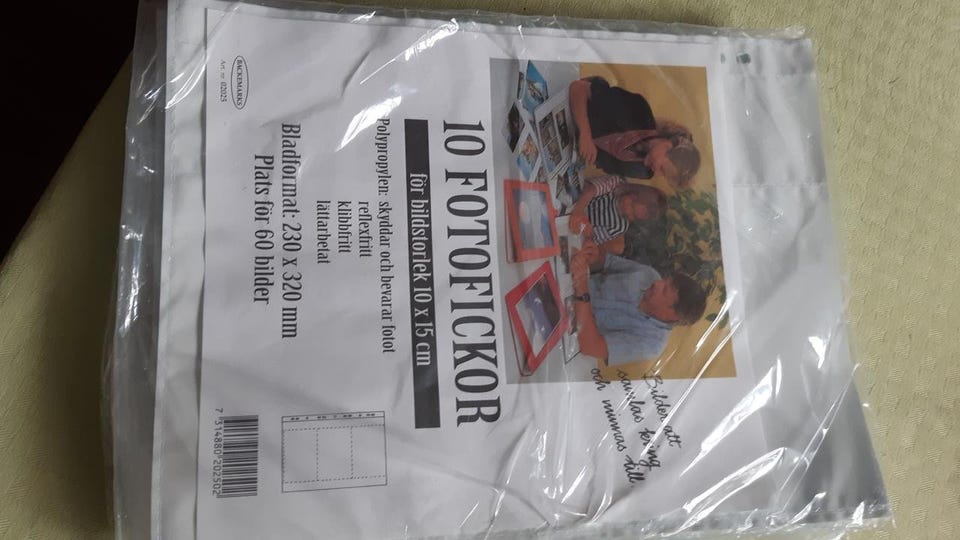 BACKEMARKS
Art. nr. 02025
10 FOTOFICKOR
för bildstorlek 10 x 15 cm
Polypropylen: skyddar och bevarar fotot
reflexfritt
klibbfritt
lättarbetat
Bladformat: 230 x 320 mm
Plats för 60 bilder
Bilder att
samlas kring
och minnas till
7 314880 202502